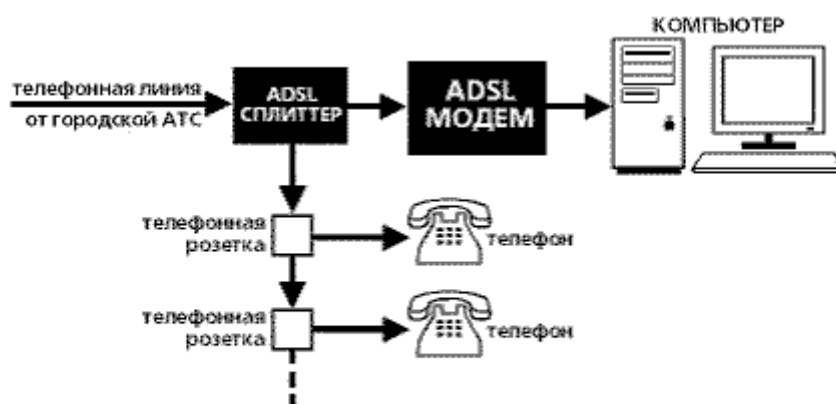 КОМПЬЮТЕР
телефонная линия
от городской АТС
ADSL
СПЛИТТЕР
ADSL
МОДЕМ
телефонная
розетка
телефон
телефонная
розетка
телефон